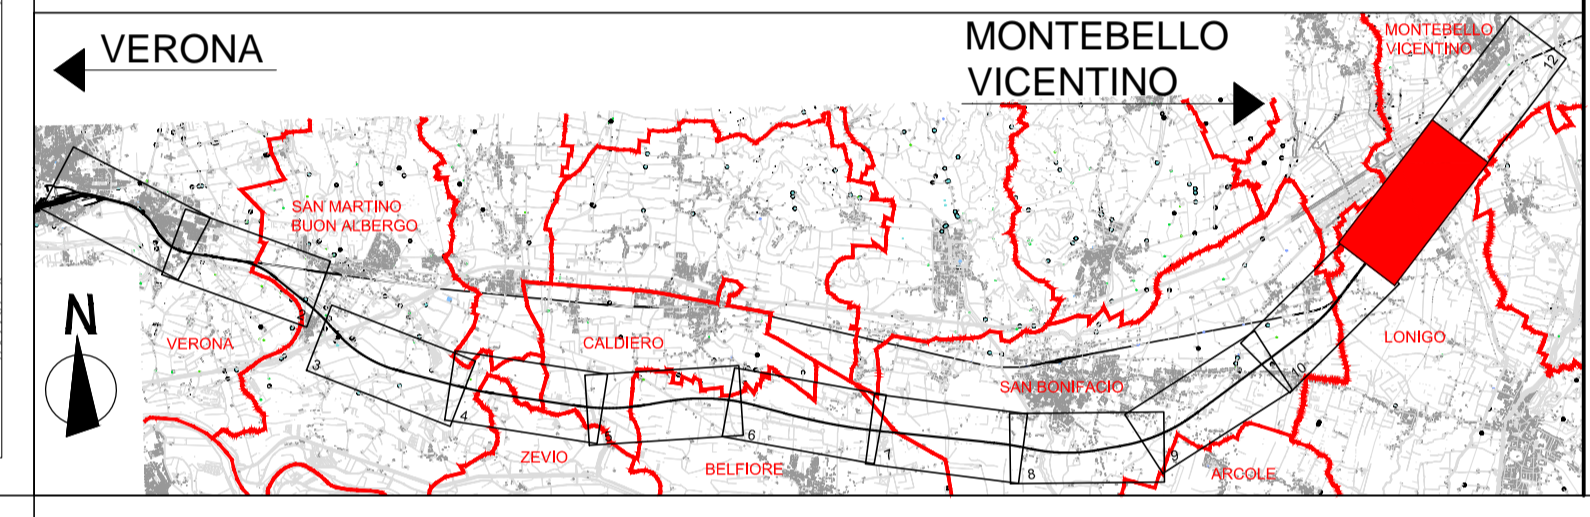 VERONA
MONTEBELLO
VICENTINO
MONTEBELLO
VICENTINO
12
SAN MARTINO
BUON ALBERGO
N
VERONA
CALDIERO
LONIGO
SAN BONIFACIO
3
10
4
5
6
7
9
ZEVIO
BELFIORE
8
ARCOLE